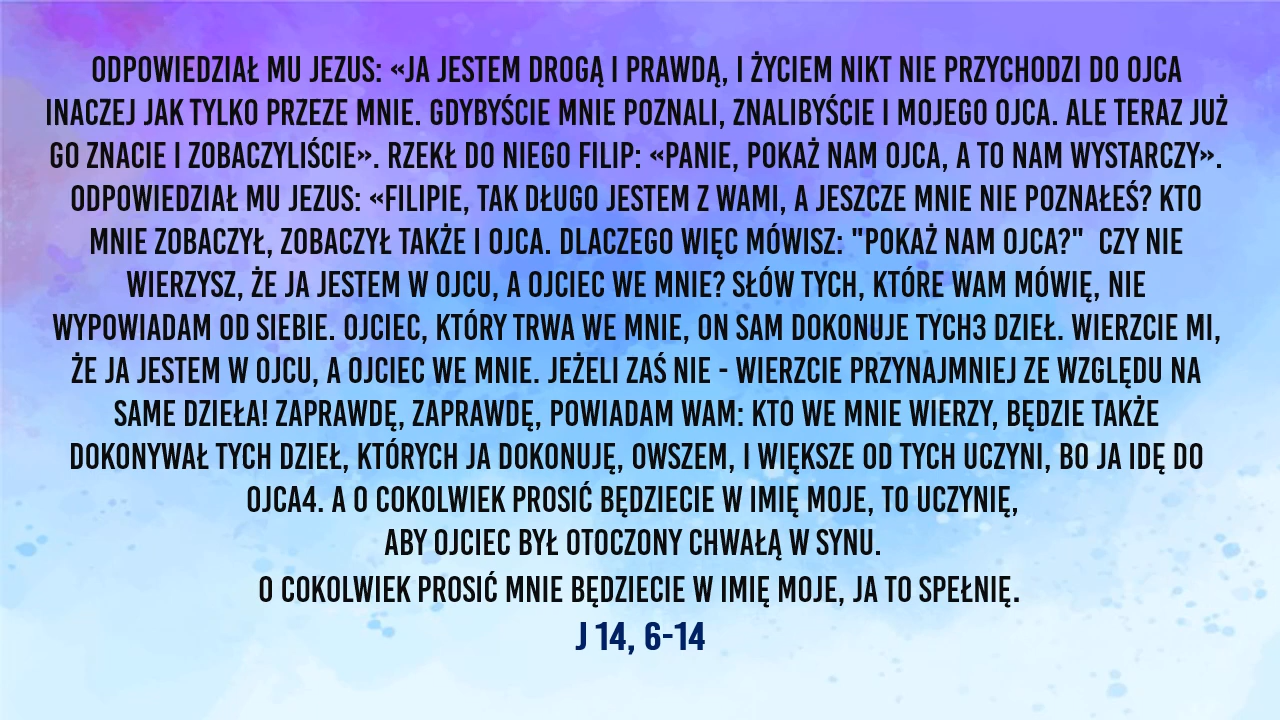 ODPOWIEDZIAŁ MU JEZUS: «JA JESTEM DROGĄ I PRAWDĄ, I ŻYCIEM NIKT NIE PRZYCHODZI DO OJCA
INACZEJ JAK TYLKO PRZEZE MNIE. GDYBYŚCIE MNIE POZNALI, ZNALIBYŚCIE I MOJEGO OJCA. ALE TERAZ JUŻ
GO ZNACIE I ZOBACZYLIŚCIE». RZEKŁ DO NIEGO FILIP: «PANIE, POKAŻ NAM OJCA, A TO NAM WYSTARCZY».
ODPOWIEDZIAŁ MU JEZUS: «FILIPIE, TAK DŁUGO JESTEM Z WAMI, A JESZCZE MNIE NIE POZNAŁEŚ? KTO
MNIE ZOBACZYŁ, ZOBACZYŁ TAKŻE I OJCA. DLACZEGO WIĘC MÓWISZ: "POKAŻ NAM OJCA?" CZY NIE
WIERZYSZ, ŻE JA JESTEM W OJCU, A OJCIEC WE MNIE? SŁÓW TYCH, KTÓRE WAM MÓWIĘ, NIE
WYPOWIADAM OD SIEBIE. OJCIEC, KTÓRY TRWA WE MNIE, ON SAM DOKONUJE TYCH3 DZIEŁ. WIERZCIE MI,
ŻE JA JESTEM W OJCU, A OJCIEC WE MNIE. JEŻELI ZAŚ NIE - WIERZCIE PRZYNAJMNIEJ ZE WZGLĘDU NA
SAME DZIEŁA! ZAPRAWDĘ, ZAPRAWDĘ, POWIADAM WAM: KTO WE MNIE WIERZY, BĘDZIE TAKŻE
DOKONYWAŁ TYCH DZIEŁ, KTÓRYCH JA DOKONUJĘ, OWSZEM, I WIĘKSZE OD TYCH UCZYNI, BO JA IDĘ DO
OJCA4. A O COKOLWIEK PROSIĆ BĘDZIECIE W IMIĘ MOJE, TO UCZYNIĘ,
ABY OJCIEC BYŁ OTOCZONY CHWAŁĄ W SYNU.
O COKOLWIEK PROSIĆ MNIE BĘDZIECIE W IMIĘ MOJE, JA TO SPEŁNIĘ.
J 14, 6-14